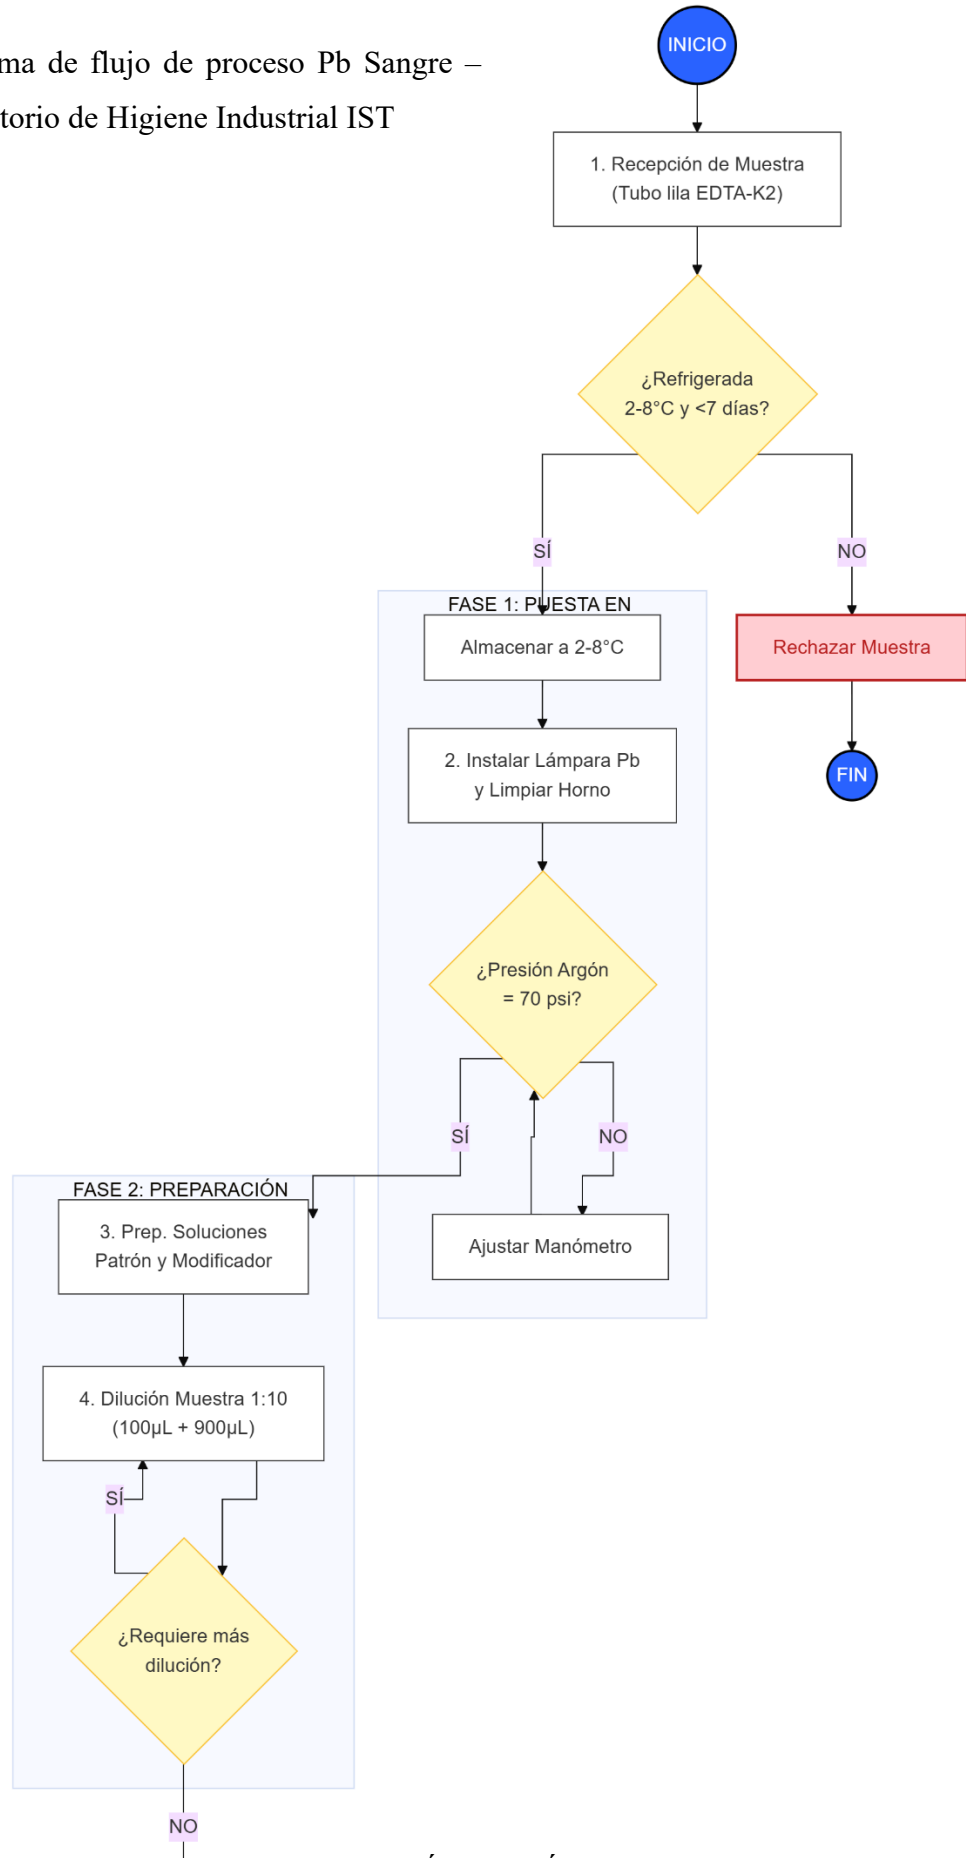 ma de flujo de proceso Pb Sangre –
torio de Higiene Industrial IST
INICIO
1. Recepción de Muestra
(Tubo lila EDTA-K2)
¿Refrigerada
2-8°C y <7 días?
SÍ
NO
FASE 1: PUESTA EN
Almacenar a 2-8°C
Rechazar Muestra
2. Instalar Lámpara Pb
y Limpiar Horno
FIN
¿Presión Argón
= 70 psi?
SÍ
NO
Ajustar Manómetro
FASE 2: PREPARACIÓN
3. Prep. Soluciones
Patrón y Modificador
4. Dilución Muestra 1:10
(100µL + 900µL)
SÍ
¿Requiere más
dilución?
NO